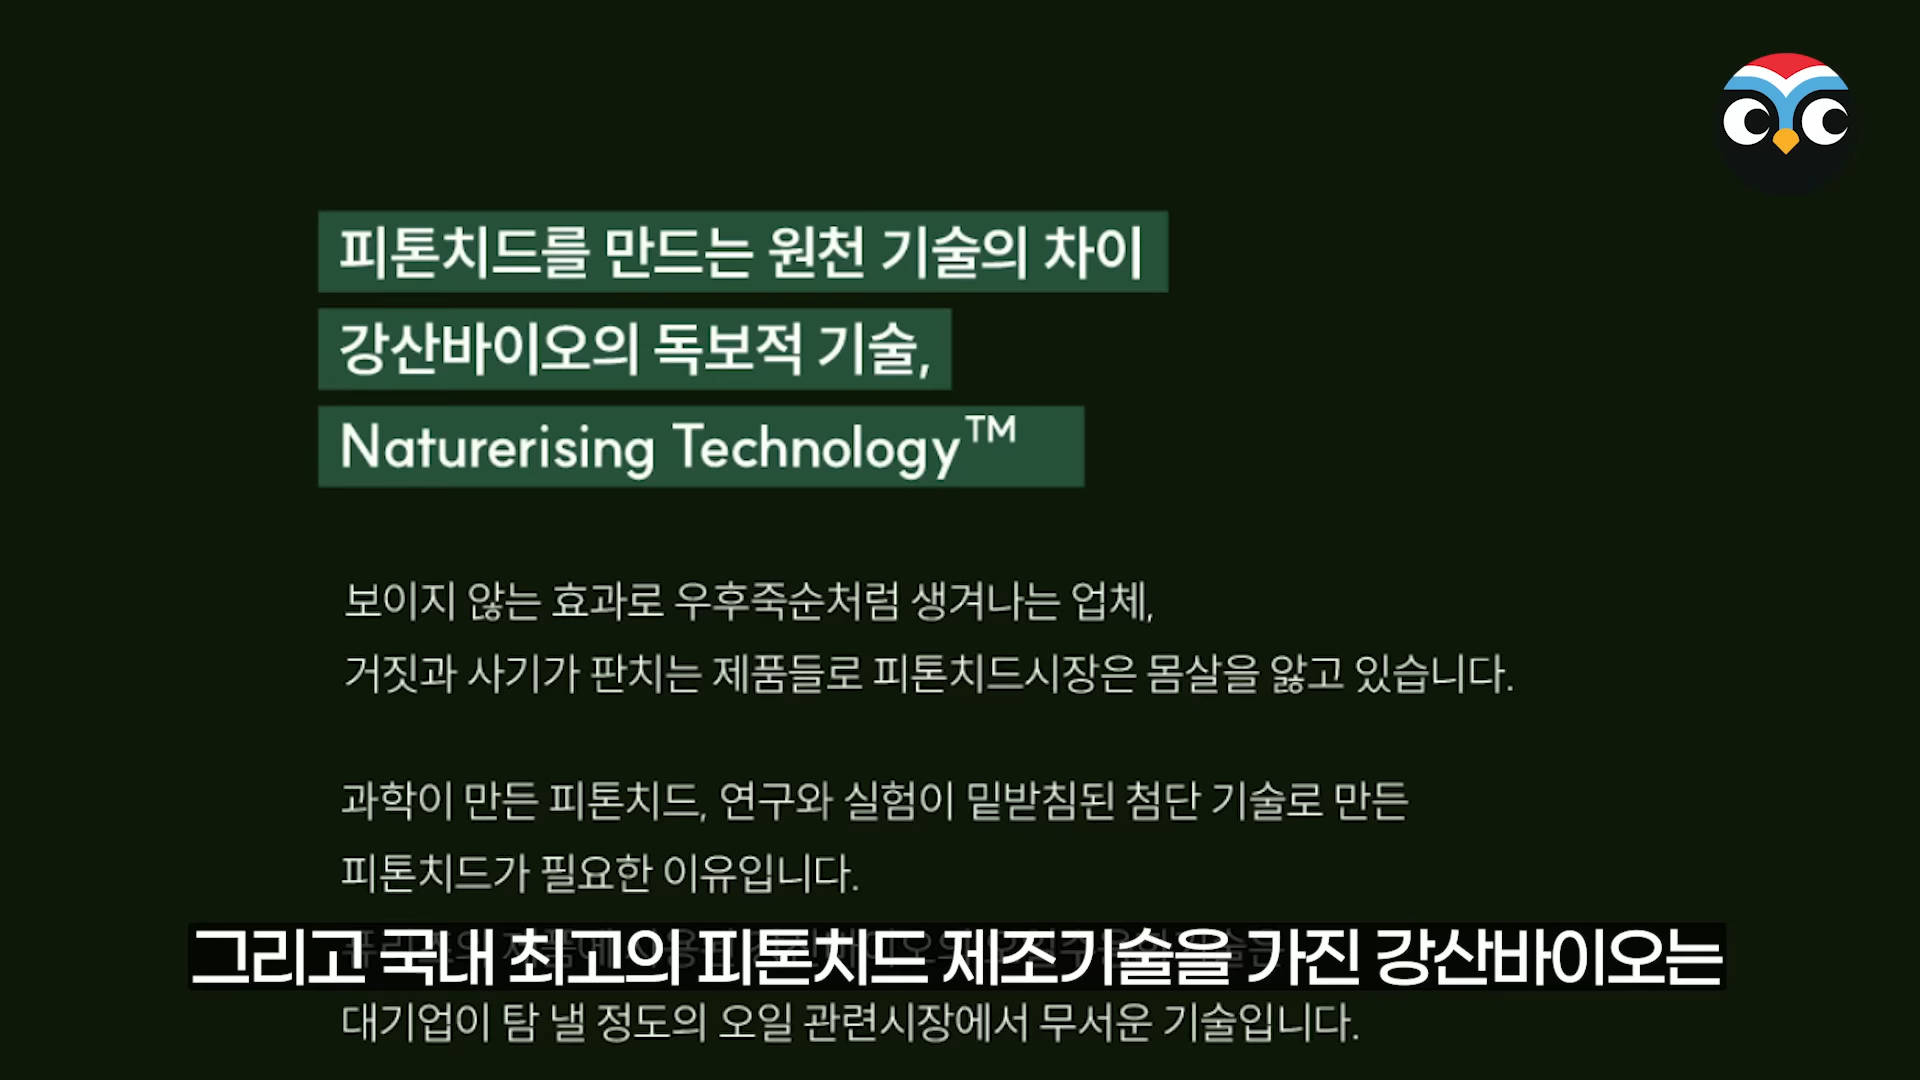 피톤치드를 만드는 원천 기술의 차이
강산바이오의 독보적 기술,
Naturerising Technology™
보이지 않는 효과로 우후죽순처럼 생겨나는 업체,
거짓과 사기가 판치는 제품들로 피톤치드시장은 몸살을 앓고 있습니다.
과학이 만든 피톤치드, 연구와 실험이 밑받침된 첨단 기술로 만든
피톤치드가 필요한 이유입니다.
그리고 국내 최고의 피톤치드 제조기술을 가진 강산바이오는
대기업이 탐 낼 정도의 오일 관련시장에서 무서운 기술입니다.